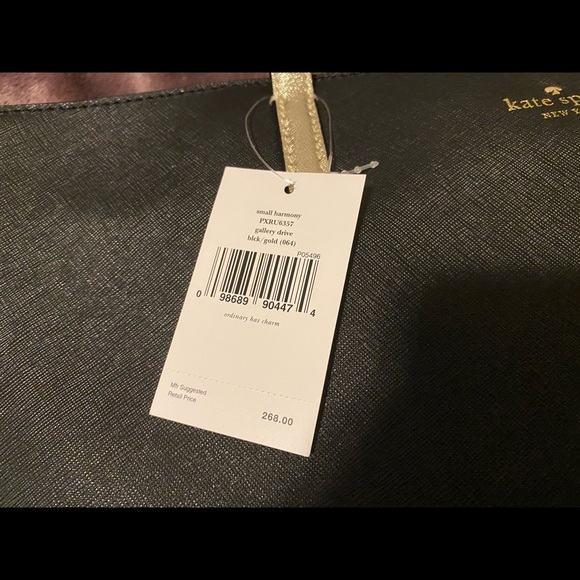 kate sp
NEW Y
small harmony
PXRU6357
gallery drive
blck/gold (064)
P05496
0 98689 90447 4
ordinary has charm
Mfr Suggested
Retail Price
268.00